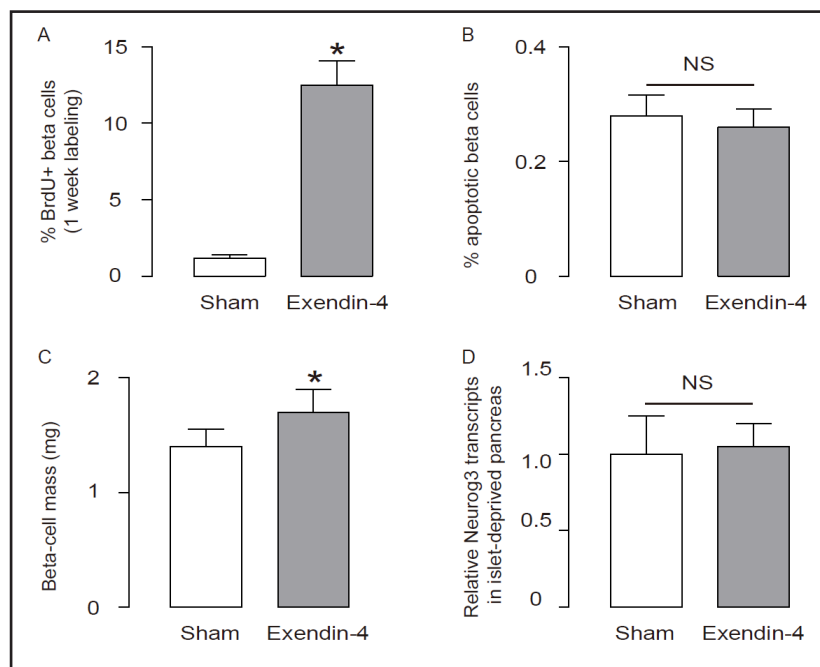 A
% BrdU+ beta cells
(1 week labeling)
15
10
5
0
*
Sham
Exendin-4
B
% apoptotic beta cells
0.4
0.2
0
NS
Sham
Exendin-4
C
Beta-cell mass (mg)
2
1
0
*
Sham
Exendin-4
D
Relative Neurog3 transcripts
in islet-deprived pancreas
1.5
1.0
0.5
0
NS
Sham
Exendin-4